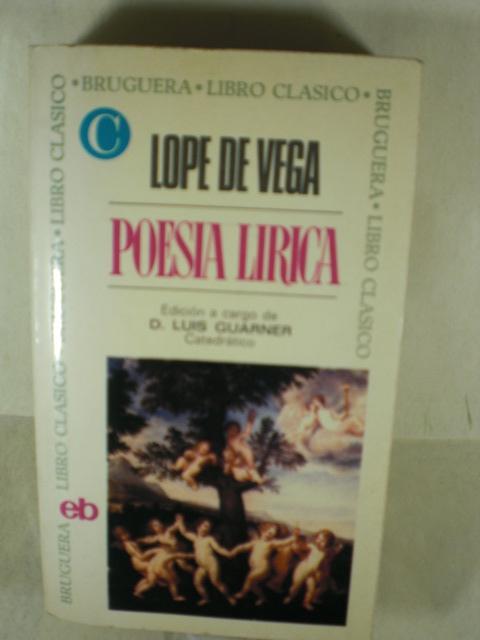 • BRUGUERA • LIBRO CLASICO •
BRUGUERA • LIBRO CLASICO
BRUGUERA LIBRO CLASICO BRUGUERA • LIBRO CLASICO
C
LOPE DE VEGA
POESIA LIRICA
Edición a cargo de
D. LUIS GUARNER
Catedrático
eb